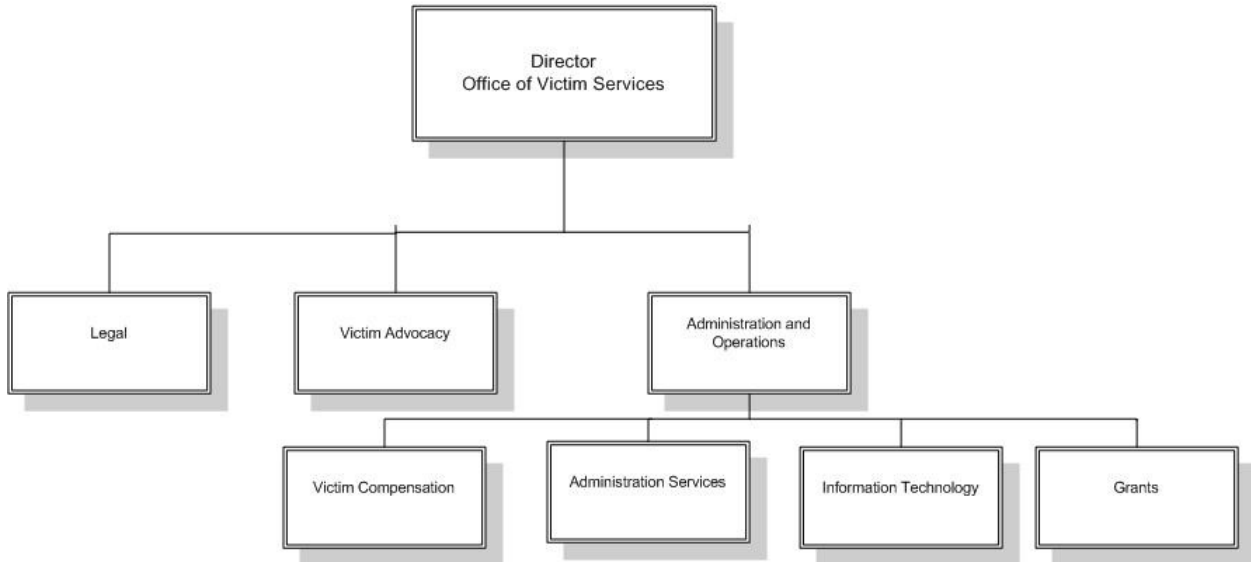 Director
Office of Victim Services
Legal
Victim Advocacy
Administration and
Operations
Victim Compensation
Administration Services
Information Technology
Grants